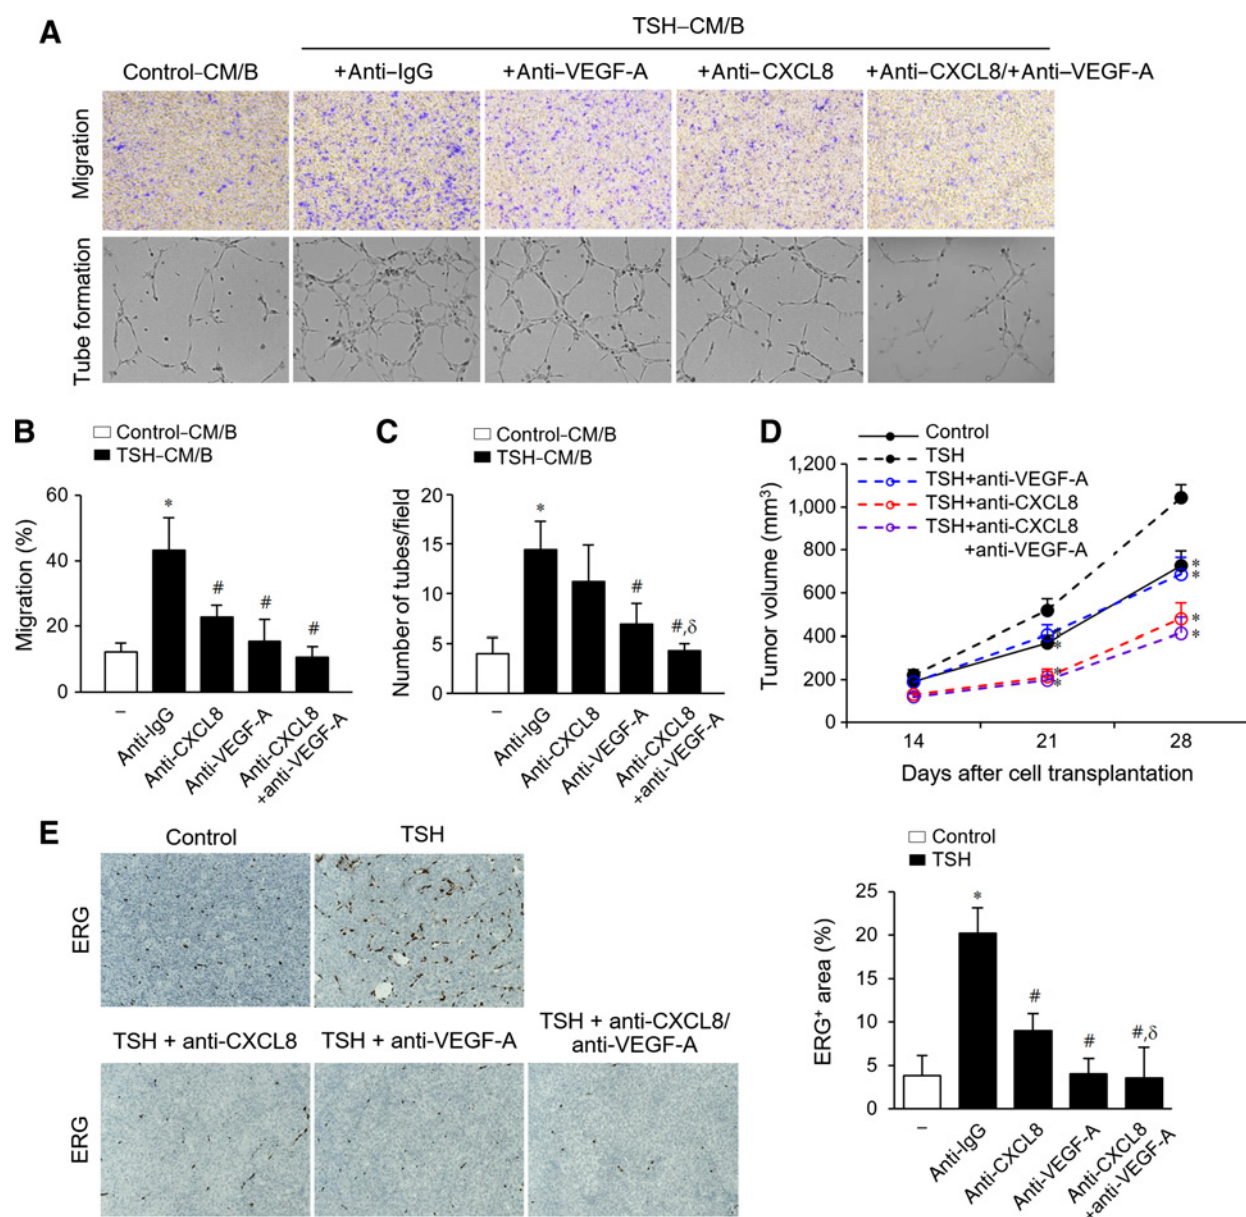 A
TSH–CM/B
Control–CM/B
+Anti–IgG
+Anti–VEGF-A
+Anti–CXCL8
+Anti–CXCL8/+Anti–VEGF-A
Migration
Tube formation
B
Control–CM/B
TSH–CM/B
Migration (%)
60
40
20
0
*
#
#
#
–
Anti-IgG
Anti-CXCL8
Anti-VEGF-A
Anti-CXCL8
+anti-VEGF-A
C
Control–CM/B
TSH–CM/B
Number of tubes/field
20
15
10
5
0
*
#
#,δ
–
Anti-IgG
Anti-CXCL8
Anti-VEGF-A
Anti-CXCL8
+anti-VEGF-A
D
Control
TSH
TSH+anti-VEGF-A
TSH+anti-CXCL8
TSH+anti-CXCL8
+anti-VEGF-A
Tumor volume (mm³)
1,200
1,000
800
600
400
200
0
*
*
*
*
*
*
*
*
14
21
28
Days after cell transplantation
E
Control
TSH
ERG
TSH + anti-CXCL8
TSH + anti-VEGF-A
TSH + anti-CXCL8/
anti-VEGF-A
ERG
Control
TSH
ERG⁺ area (%)
25
20
15
10
5
0
*
#
#
#,δ
–
Anti-IgG
Anti-CXCL8
Anti-VEGF-A
Anti-CXCL8
+anti-VEGF-A